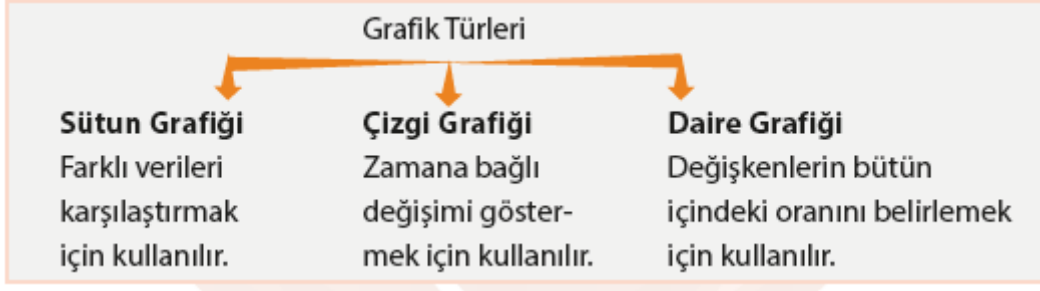 Grafik Türleri
Sütun Grafiği
Farklı verileri
karşılaştırmak
için kullanılır.
Çizgi Grafiği
Zamana bağlı
değişimi göster-
mek için kullanılır.
Daire Grafiği
Değişkenlerin bütün
içindeki oranını belirlemek
için kullanılır.